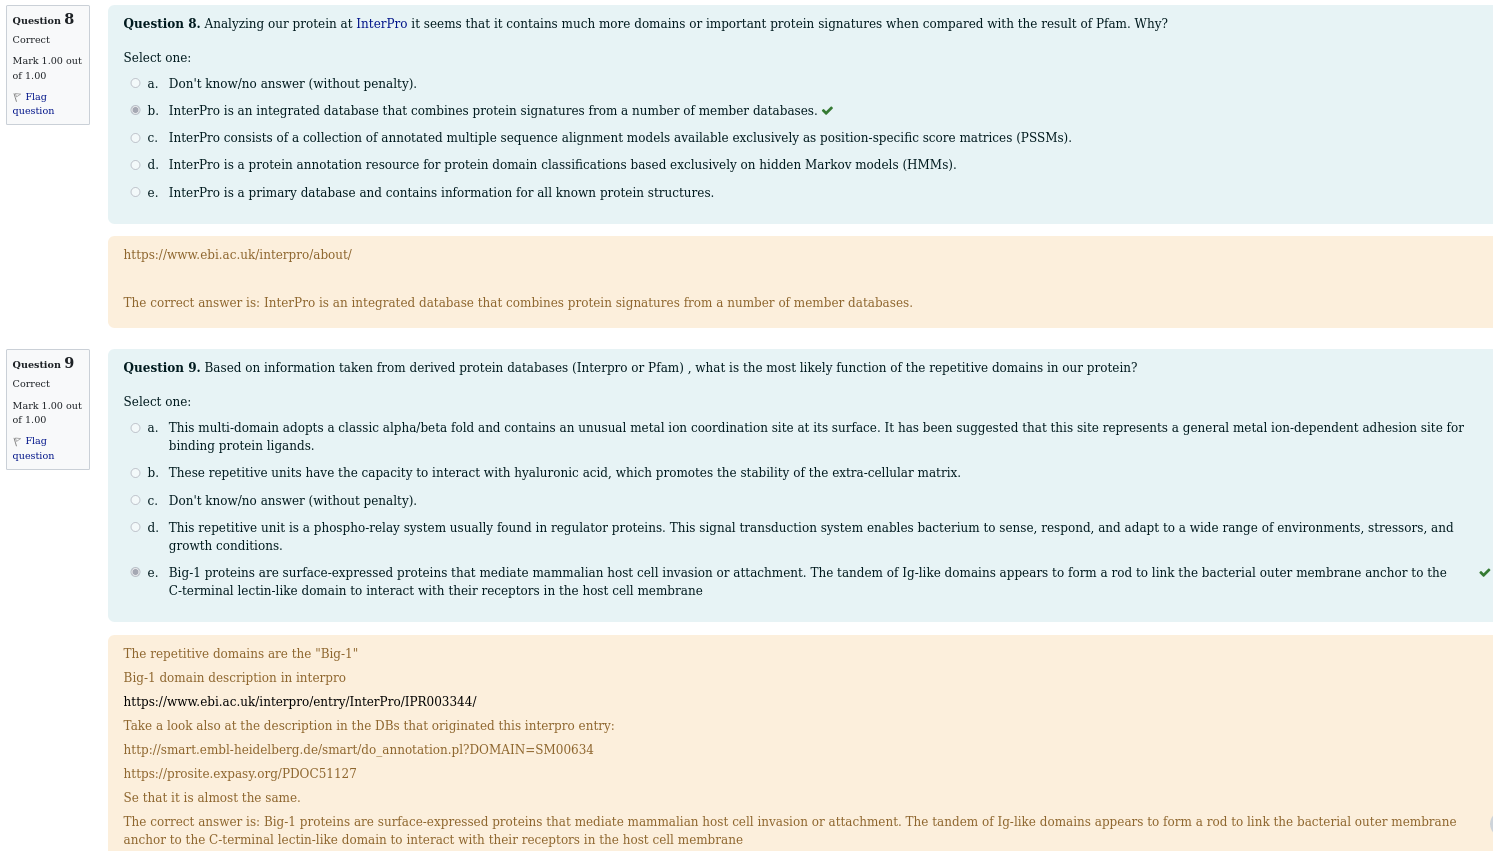 Question 8
Correct
Mark 1.00 out
of 1.00
Flag
question
Question 8. Analyzing our protein at InterPro it seems that it contains much more domains or important protein signatures when compared with the result of Pfam. Why?
Select one:
a. Don't know/no answer (without penalty).
b. InterPro is an integrated database that combines protein signatures from a number of member databases.
c. InterPro consists of a collection of annotated multiple sequence alignment models available exclusively as position-specific score matrices (PSSMs).
d. InterPro is a protein annotation resource for protein domain classifications based exclusively on hidden Markov models (HMMs).
e. InterPro is a primary database and contains information for all known protein structures.
https://www.ebi.ac.uk/interpro/about/
The correct answer is: InterPro is an integrated database that combines protein signatures from a number of member databases.
Question 9
Correct
Mark 1.00 out
of 1.00
Flag
question
Question 9. Based on information taken from derived protein databases (Interpro or Pfam) , what is the most likely function of the repetitive domains in our protein?
Select one:
a. This multi-domain adopts a classic alpha/beta fold and contains an unusual metal ion coordination site at its surface. It has been suggested that this site represents a general metal ion-dependent adhesion site for
binding protein ligands.
b. These repetitive units have the capacity to interact with hyaluronic acid, which promotes the stability of the extra-cellular matrix.
c. Don't know/no answer (without penalty).
d. This repetitive unit is a phospho-relay system usually found in regulator proteins. This signal transduction system enables bacterium to sense, respond, and adapt to a wide range of environments, stressors, and
growth conditions.
e. Big-1 proteins are surface-expressed proteins that mediate mammalian host cell invasion or attachment. The tandem of Ig-like domains appears to form a rod to link the bacterial outer membrane anchor to the
C-terminal lectin-like domain to interact with their receptors in the host cell membrane
The repetitive domains are the "Big-1"
Big-1 domain description in interpro
https://www.ebi.ac.uk/interpro/entry/InterPro/IPR003344/
Take a look also at the description in the DBs that originated this interpro entry:
http://smart.embl-heidelberg.de/smart/do_annotation.pl?DOMAIN=SM00634
https://prosite.expasy.org/PDOC51127
Se that it is almost the same.
The correct answer is: Big-1 proteins are surface-expressed proteins that mediate mammalian host cell invasion or attachment. The tandem of Ig-like domains appears to form a rod to link the bacterial outer membrane
anchor to the C-terminal lectin-like domain to interact with their receptors in the host cell membrane